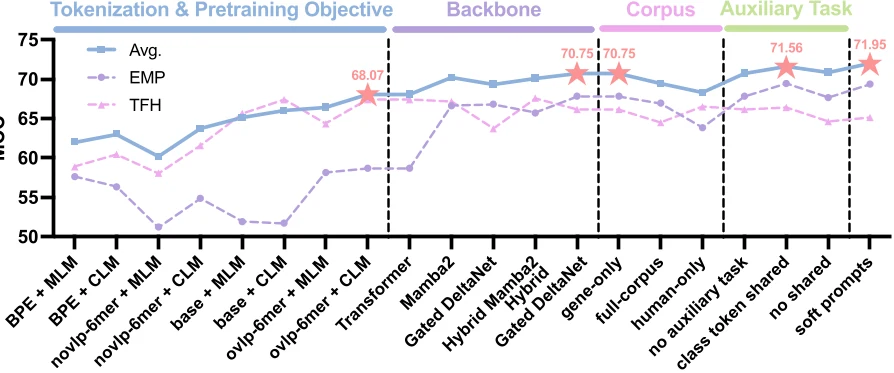 Tokenization & Pretraining Objective
Backbone
Corpus
Auxiliary Task
75
70
65
60
55
50
Avg.
EMP
TFH
68.07
70.75
70.75
71.56
71.95
BPE + MLM
BPE + CLM
novlp-6mer + MLM
novlp-6mer + CLM
base + MLM
base + CLM
ovlp-6mer + MLM
ovlp-6mer + CLM
Transformer
Mamba2
Gated DeltaNet
Hybrid Mamba2
Hybrid
Gated DeltaNet
gene-only
full-corpus
human-only
no auxiliary task
class token shared
no shared
soft prompts